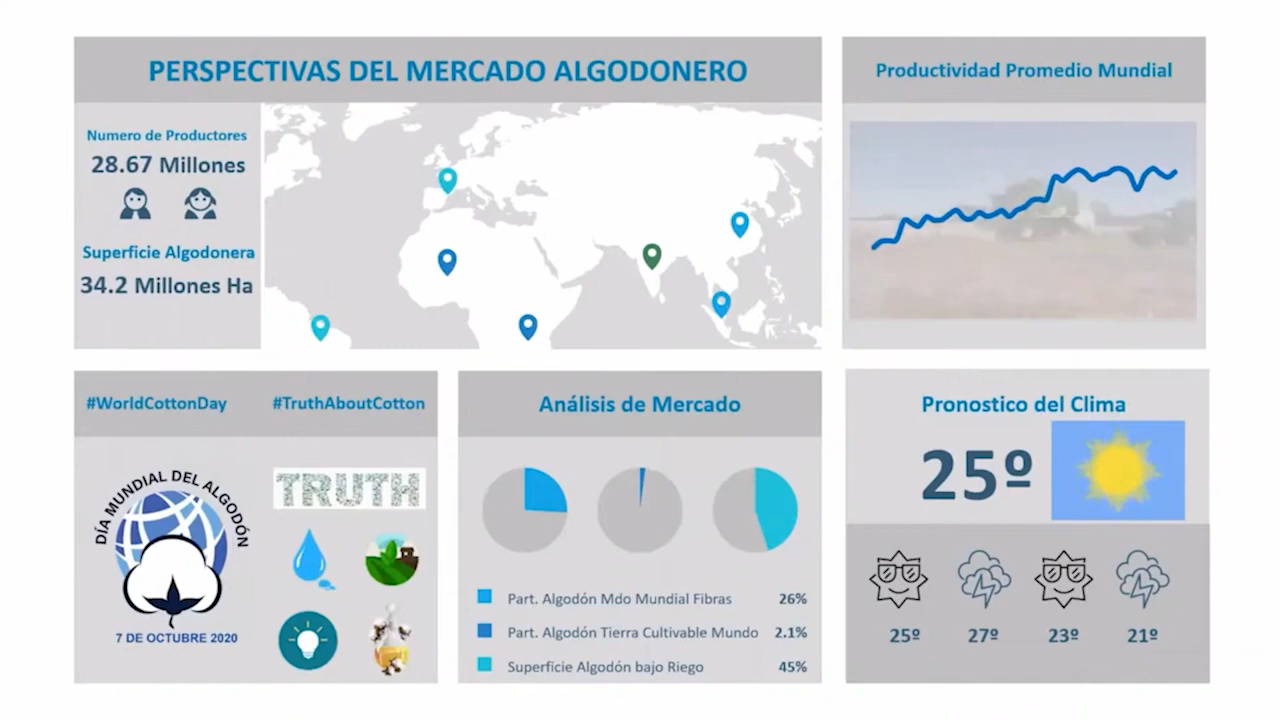 PERSPECTIVAS DEL MERCADO ALGODONERO
Numero de Productores
28.67 Millones
Superficie Algodonera
34.2 Millones Ha
Productividad Promedio Mundial
#WorldCottonDay
#TruthAboutCotton
DÍA MUNDIAL DEL ALGODÓN
7 DE OCTUBRE 2020
TRUTH
Análisis de Mercado
Part. Algodón Mdo Mundial Fibras 26%
Part. Algodón Tierra Cultivable Mundo 2.1%
Superficie Algodón bajo Riego 45%
Pronostico del Clima
25º
25º 27º 23º 21º